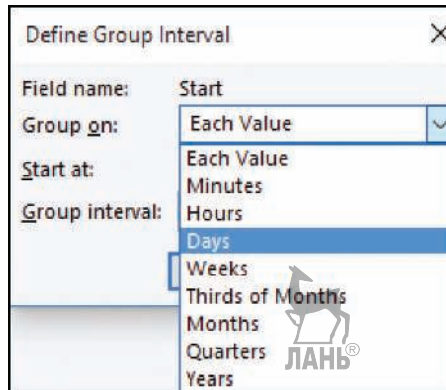 Define Group Interval
Field name: Start
Group on: Each Value
Start at:
Group interval:
Each Value
Minutes
Hours
Days
Weeks
Thirds of Months
Months
Quarters
Years
ЛАНЬ®